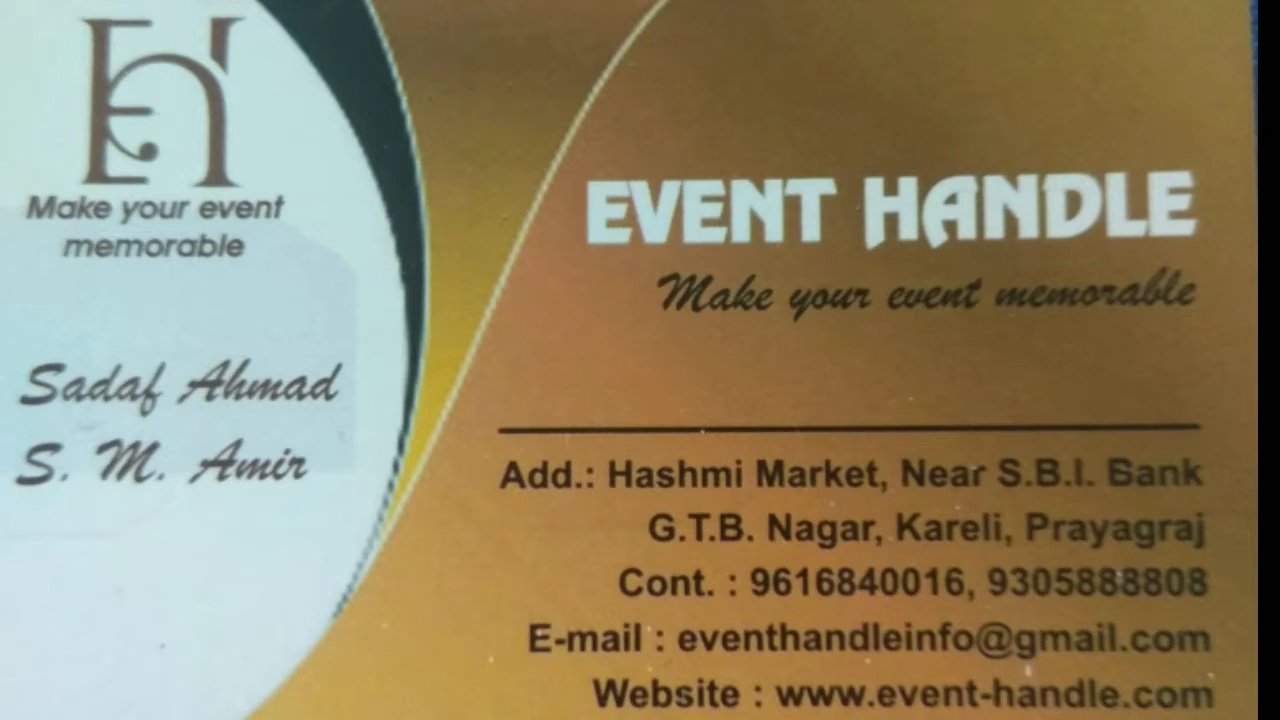 EH
Make your event
memorable
Sadaf Ahmad
S. M. Amir
EVENT HANDLE
Make your event memorable
Add.: Hashmi Market, Near S.B.I. Bank
G.T.B. Nagar, Kareli, Prayagraj
Cont. : 9616840016, 9305888808
E-mail : eventhandleinfo@gmail.com
Website : www.event-handle.com